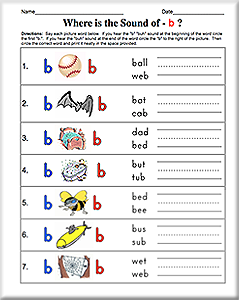 Name Date
Where is the Sound of - b ?
Directions: Say each picture word below. If you hear the "b" "buh" sound at the beginning of the word circle
the first "b." If you hear the "buh" sound at the end of the word circle the "b" to the right of the picture. Then
circle the correct word and print it neatly in the space provided.
1. b b ball
web
2. b b bat
cab
3. b b dad
bed
4. b b but
tub
5. b b bed
bee
6. b b bus
sub
7. b b wet
web